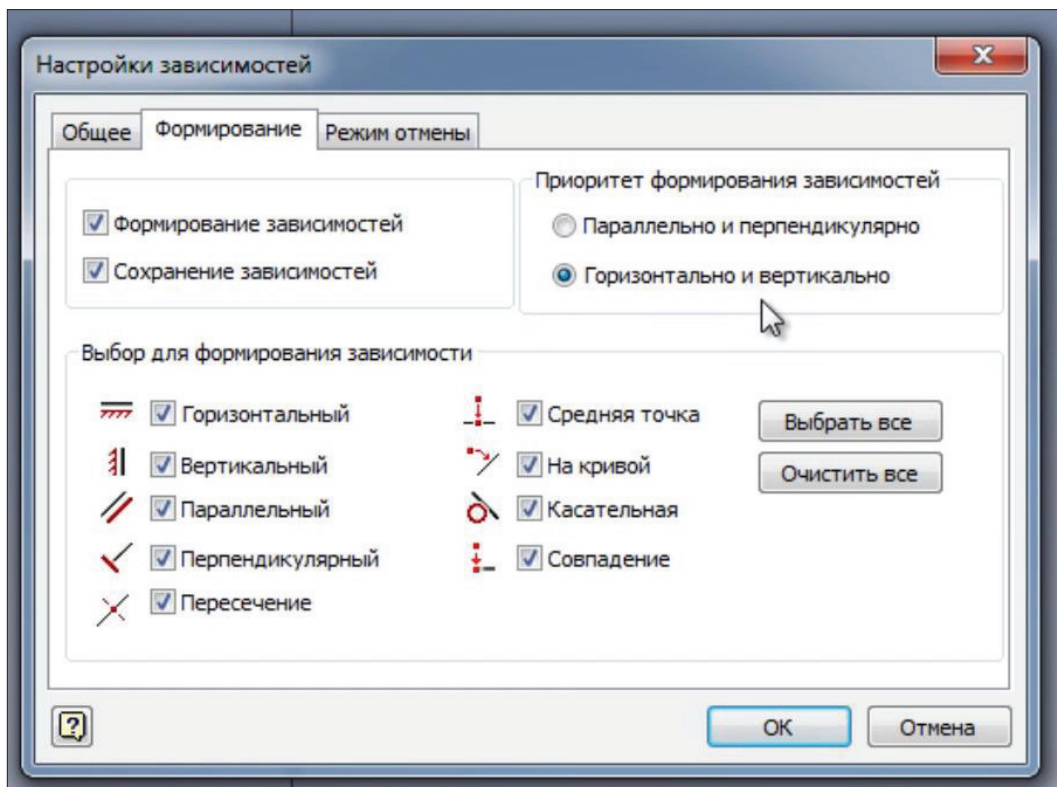 Настройки зависимостей
Общее Формирование Режим отмены
Формирование зависимостей
Сохранение зависимостей
Приоритет формирования зависимостей
Параллельно и перпендикулярно
Горизонтально и вертикально
Выбор для формирования зависимости
Горизонтальный
Вертикальный
Параллельный
Перпендикулярный
Пересечение
Средняя точка
На кривой
Касательная
Совпадение
Выбрать все
Очистить все
ОК Отмена